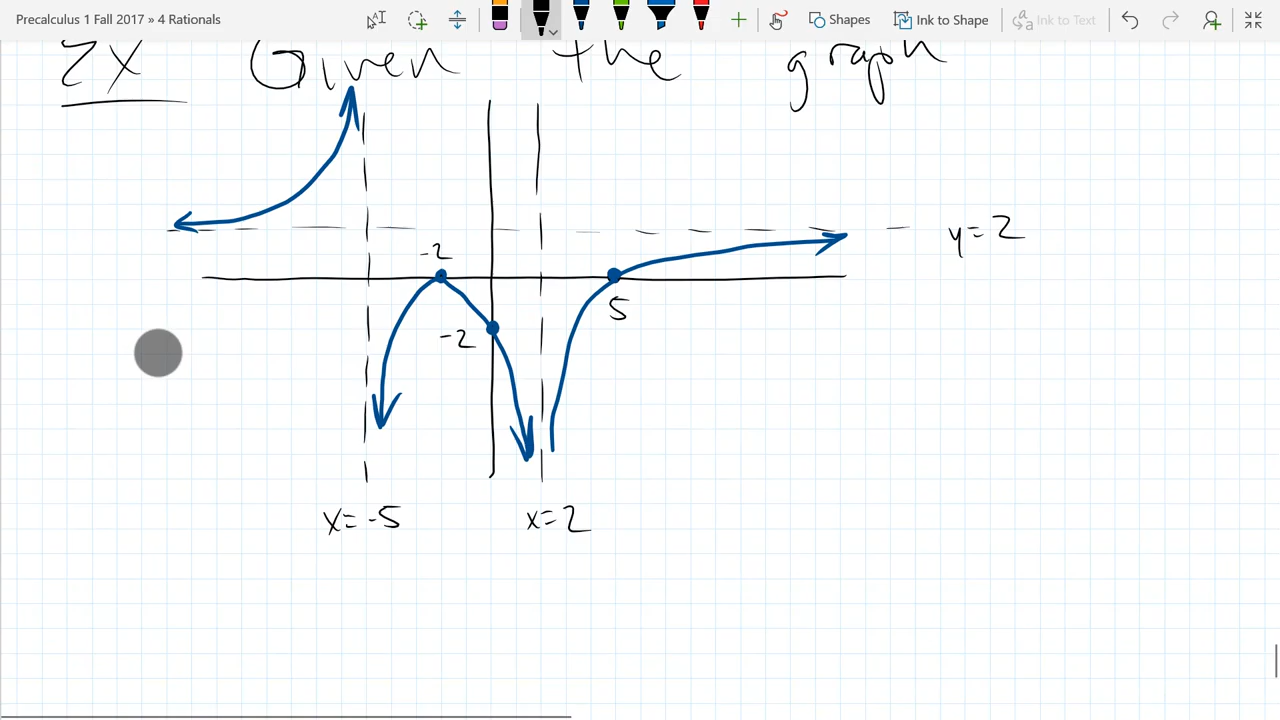 Precalculus 1 Fall 2017 » 4 Rationals
Shapes
Ink to Shape
Ink to Text
Ex Given the graph
y=2
-2
5
-2
x=-5
x=2